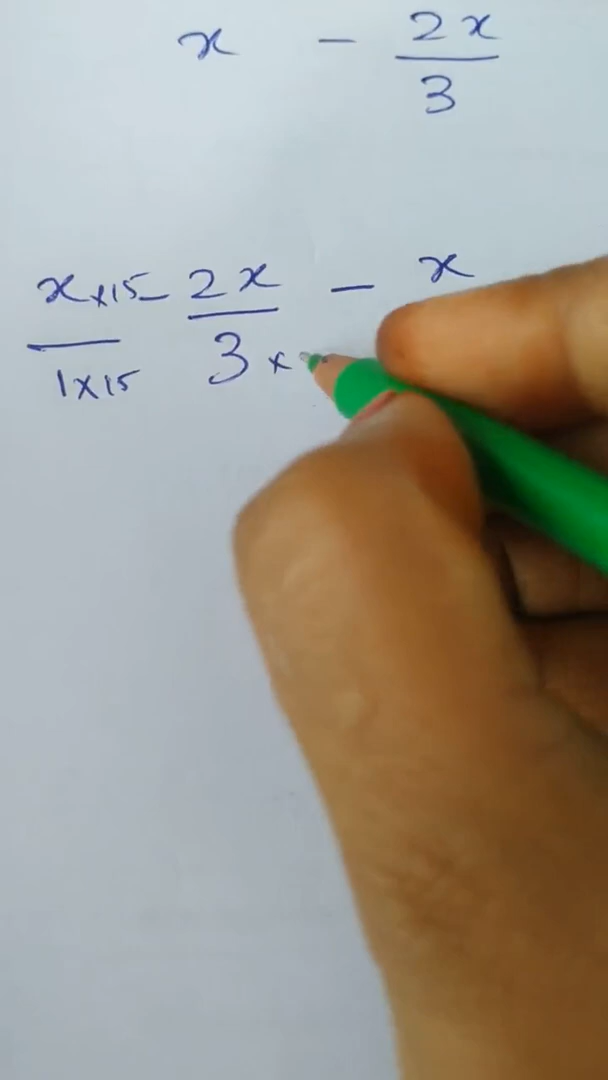 x - 2x
3
x×15 - 2x - x
1×15 3×